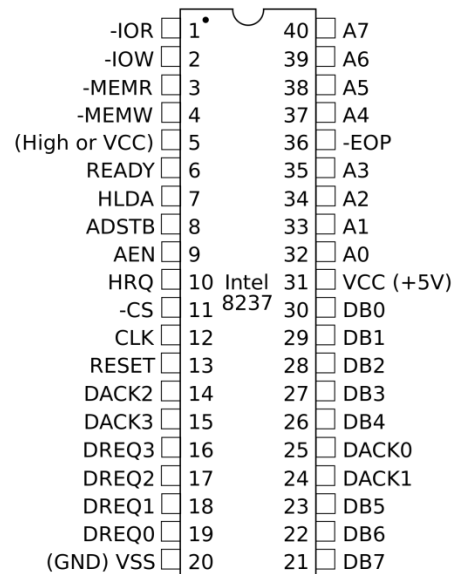 -IOR 1 40 A7
-IOW 2 39 A6
-MEMR 3 38 A5
-MEMW 4 37 A4
(High or VCC) 5 36 -EOP
READY 6 35 A3
HLDA 7 34 A2
ADSTB 8 33 A1
AEN 9 32 A0
HRQ 10 Intel 31 VCC (+5V)
-CS 11 8237 30 DB0
CLK 12 29 DB1
RESET 13 28 DB2
DACK2 14 27 DB3
DACK3 15 26 DB4
DREQ3 16 25 DACK0
DREQ2 17 24 DACK1
DREQ1 18 23 DB5
DREQ0 19 22 DB6
(GND) VSS 20 21 DB7